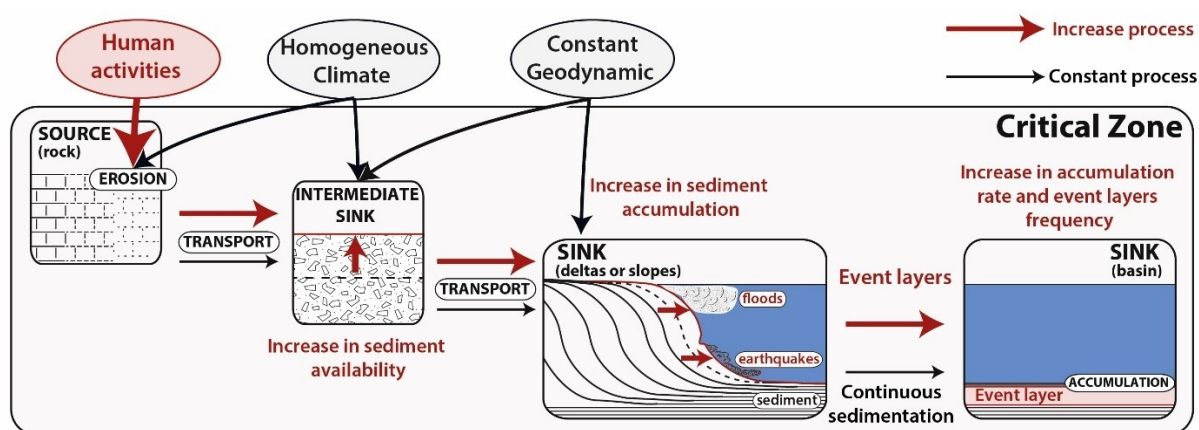 Human
activities
Homogeneous
Climate
Constant
Geodynamic
Increase process
Constant process
Critical Zone
SOURCE
(rock)
EROSION
TRANSPORT
INTERMEDIATE
SINK
Increase in sediment
availability
TRANSPORT
Increase in sediment
accumulation
SINK
(deltas or slopes)
floods
earthquakes
sediment
Event layers
Continuous
sedimentation
Increase in accumulation
rate and event layers
frequency
SINK
(basin)
ACCUMULATION
Event layer